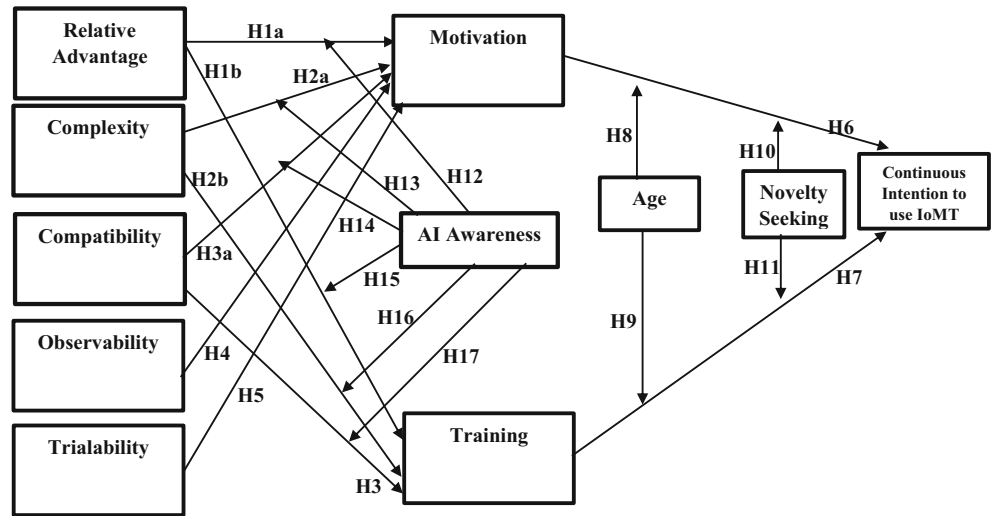 Relative
Advantage
H1a
Motivation
H1b
H2a
Complexity
H2b
H8
H6
H10
H12
H13
Continuous
Intention to
use IoMT
Age
Novelty
Seeking
Compatibility
H3a
H14
AI Awareness
H15
H11
H7
H16
H9
Observability
H4
H17
H5
Trialability
Training
H3